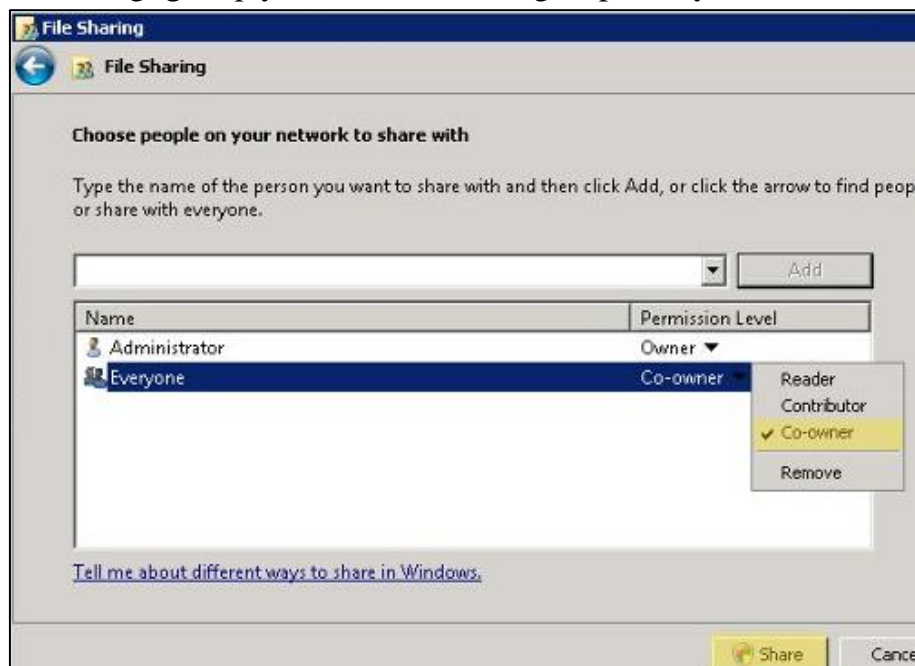 File Sharing
File Sharing
Choose people on your network to share with
Type the name of the person you want to share with and then click Add, or click the arrow to find peop
or share with everyone.
Add
Name Permission Level
Administrator Owner
Everyone Co-owner
Reader
Contributor
Co-owner
Remove
Tell me about different ways to share in Windows.
Share Cance